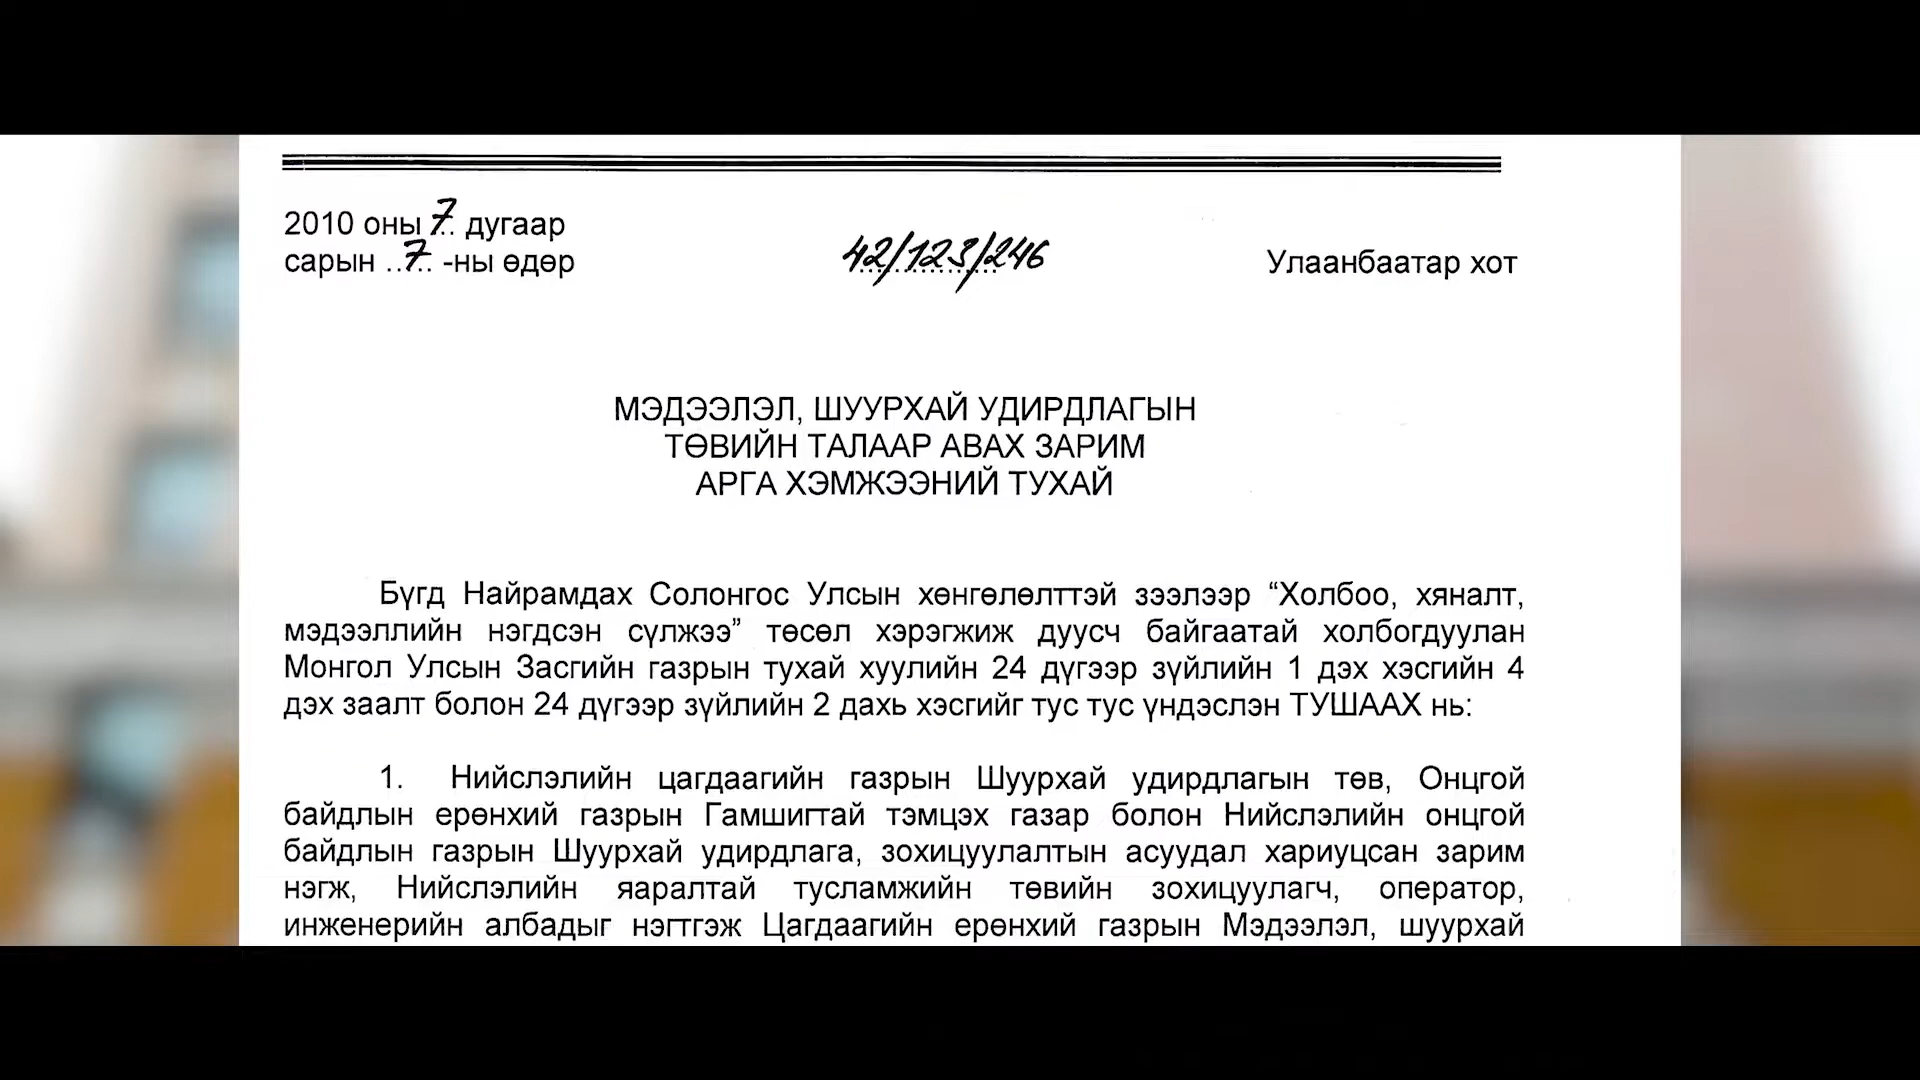 2010 оны 7 дугаар
сарын 7 -ны өдөр
42/123/246
Улаанбаатар хот
МЭДЭЭЛЭЛ, ШУУРХАЙ УДИРДЛАГЫН
ТӨВИЙН ТАЛААР АВАХ ЗАРИМ
АРГА ХЭМЖЭЭНИЙ ТУХАЙ
Бүгд Найрамдах Солонгос Улсын хөнгөлөлттэй зээлээр “Холбоо, хяналт,
мэдээллийн нэгдсэн сүлжээ” төсөл хэрэгжиж дуусч байгаатай холбогдуулан
Монгол Улсын Засгийн газрын тухай хуулийн 24 дүгээр зүйлийн 1 дэх хэсгийн 4
дэх заалт болон 24 дүгээр зүйлийн 2 дахь хэсгийг тус тус үндэслэн ТУШААХ нь:
1. Нийслэлийн цагдаагийн газрын Шуурхай удирдлагын төв, Онцгой
байдлын ерөнхий газрын Гамшигтай тэмцэх газар болон Нийслэлийн онцгой
байдлын газрын Шуурхай удирдлага, зохицуулалтын асуудал хариуцсан зарим
нэгж, Нийслэлийн яаралтай тусламжийн төвийн зохицуулагч, оператор,
инженерийн албадыг нэгтгэж Цагдаагийн ерөнхий газрын Мэдээлэл, шуурхай